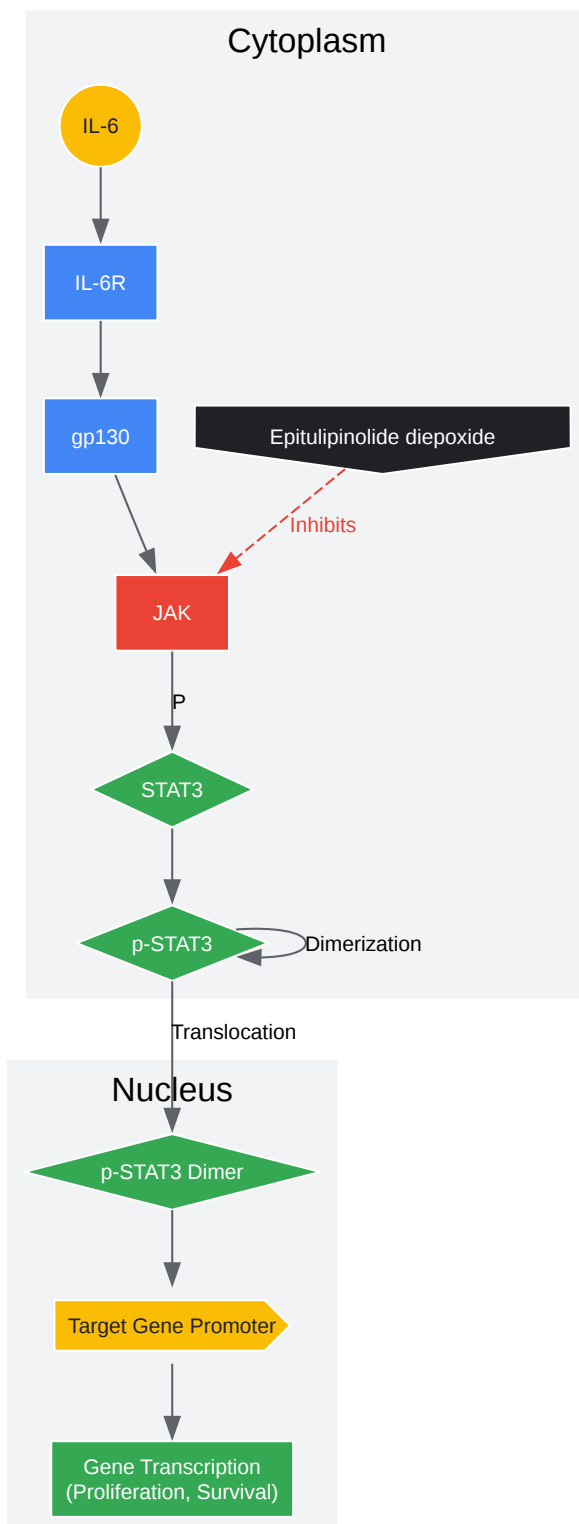 Cytoplasm
IL-6
IL-6R
gp130
Epitulipinolide diepoxide
Inhibits
JAK
P
STAT3
p-STAT3
Dimerization
Translocation
Nucleus
p-STAT3 Dimer
Target Gene Promoter
Gene Transcription
(Proliferation, Survival)